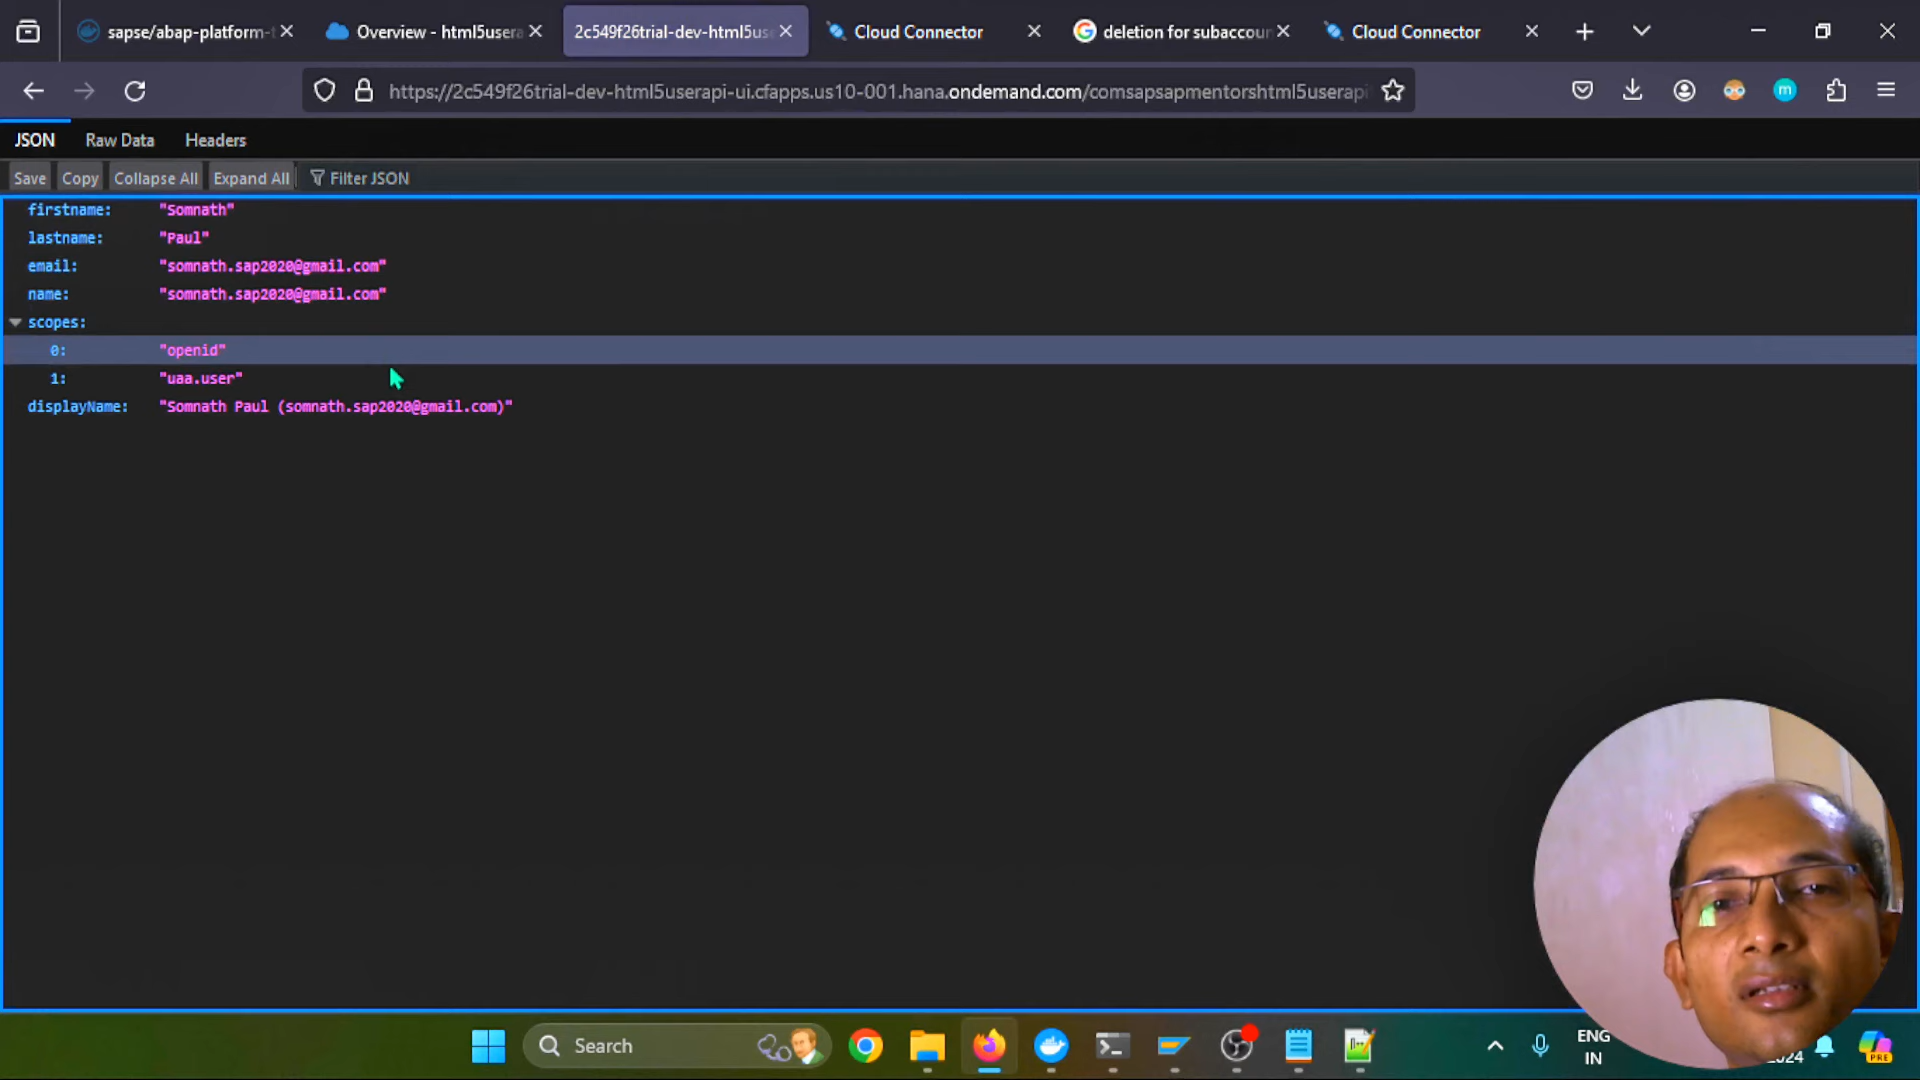 sapse/abap-platform-t
Overview - html5usera
2c549f26trial-dev-html5use
Cloud Connector
deletion for subaccoun
Cloud Connector
https://2c549f26trial-dev-html5userapi-ui.cfapps.us10-001.hana.ondemand.com/comsapsapmentorshtml5userapi
JSON Raw Data Headers
Save Copy Collapse All Expand All Filter JSON
firstname: "Somnath"
lastname: "Paul"
email: "somnath.sap2020@gmail.com"
name: "somnath.sap2020@gmail.com"
scopes:
0: "openid"
1: "uaa.user"
displayName: "Somnath Paul (somnath.sap2020@gmail.com)"
Search
ENG
IN
2024
PRE